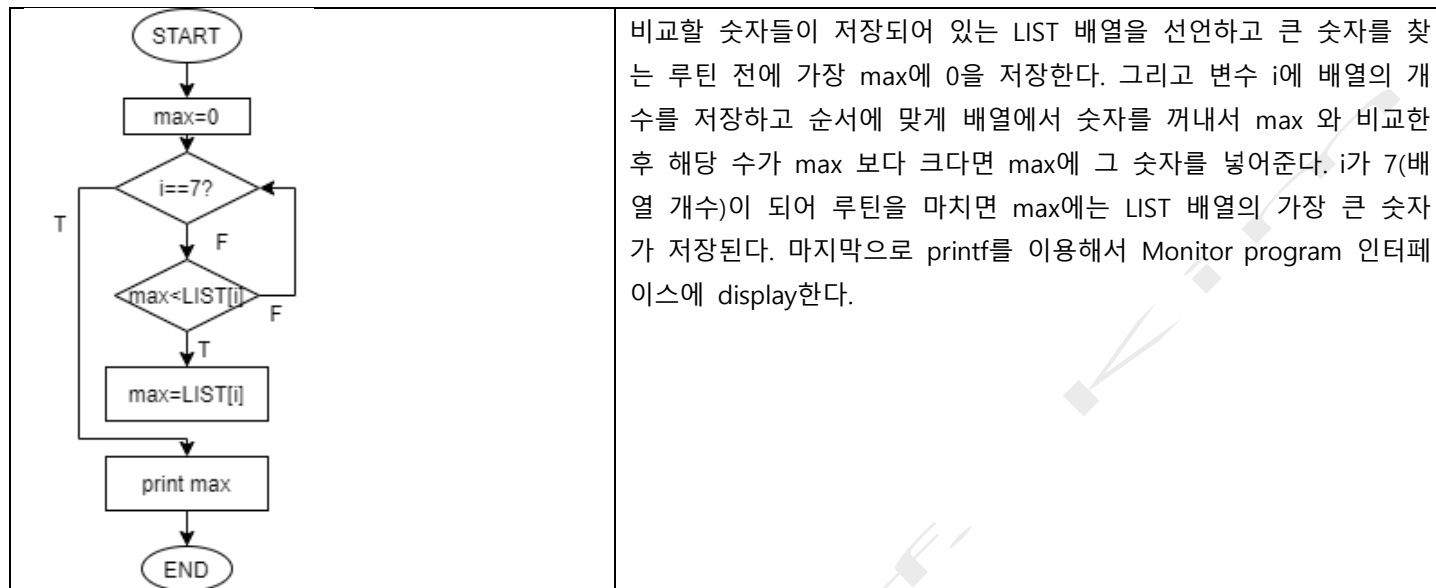 START
max=0
i==7?
T
F
max<LIST[i]
F
T
max=LIST[i]
print max
END
비교할 숫자들이 저장되어 있는 LIST 배열을 선언하고 큰 숫자를 찾
는 루틴 전에 가장 max에 0을 저장한다. 그리고 변수 i에 배열의 개
수를 저장하고 순서에 맞게 배열에서 숫자를 꺼내서 max 와 비교한
후 해당 수가 max 보다 크다면 max에 그 숫자를 넣어준다. i가 7(배
열 개수)이 되어 루틴을 마치면 max에는 LIST 배열의 가장 큰 숫자
가 저장된다. 마지막으로 printf를 이용해서 Monitor program 인터페
이스에 display한다.